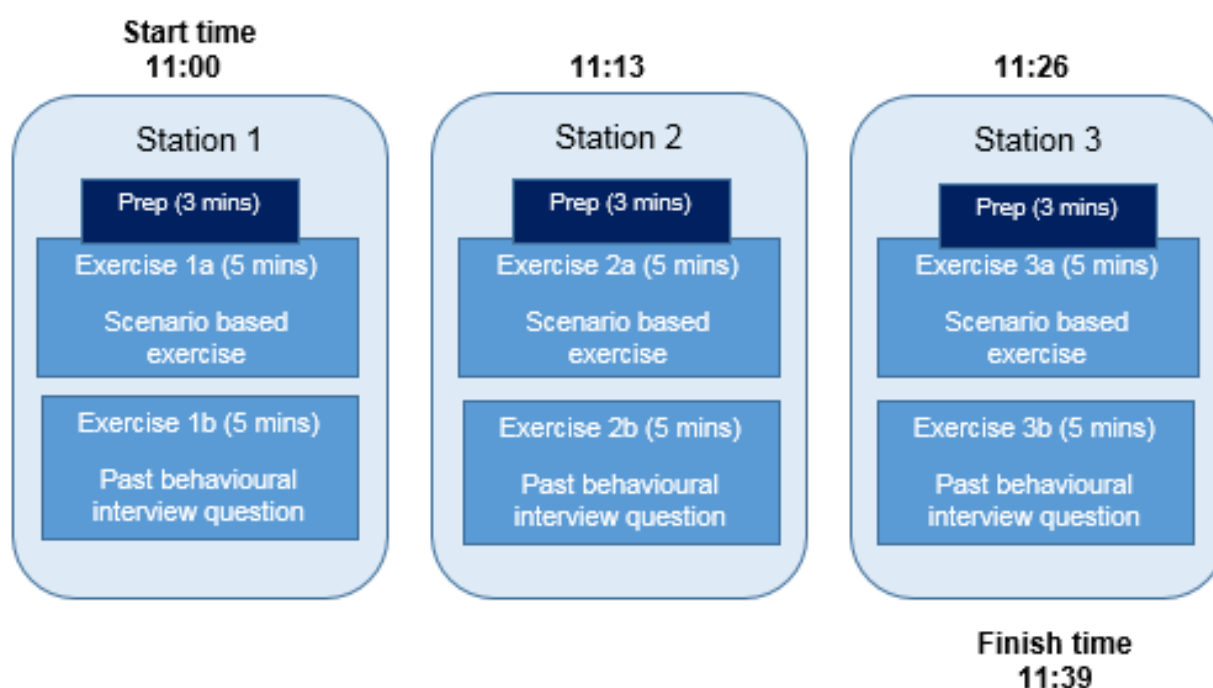 Start time
11:00
11:13
11:26
Station 1
Prep (3 mins)
Exercise 1a (5 mins)
Scenario based
exercise
Exercise 1b (5 mins)
Past behavioural
interview question
Station 2
Prep (3 mins)
Exercise 2a (5 mins)
Scenario based
exercise
Exercise 2b (5 mins)
Past behavioural
interview question
Station 3
Prep (3 mins)
Exercise 3a (5 mins)
Scenario based
exercise
Exercise 3b (5 mins)
Past behavioural
interview question
Finish time
11:39